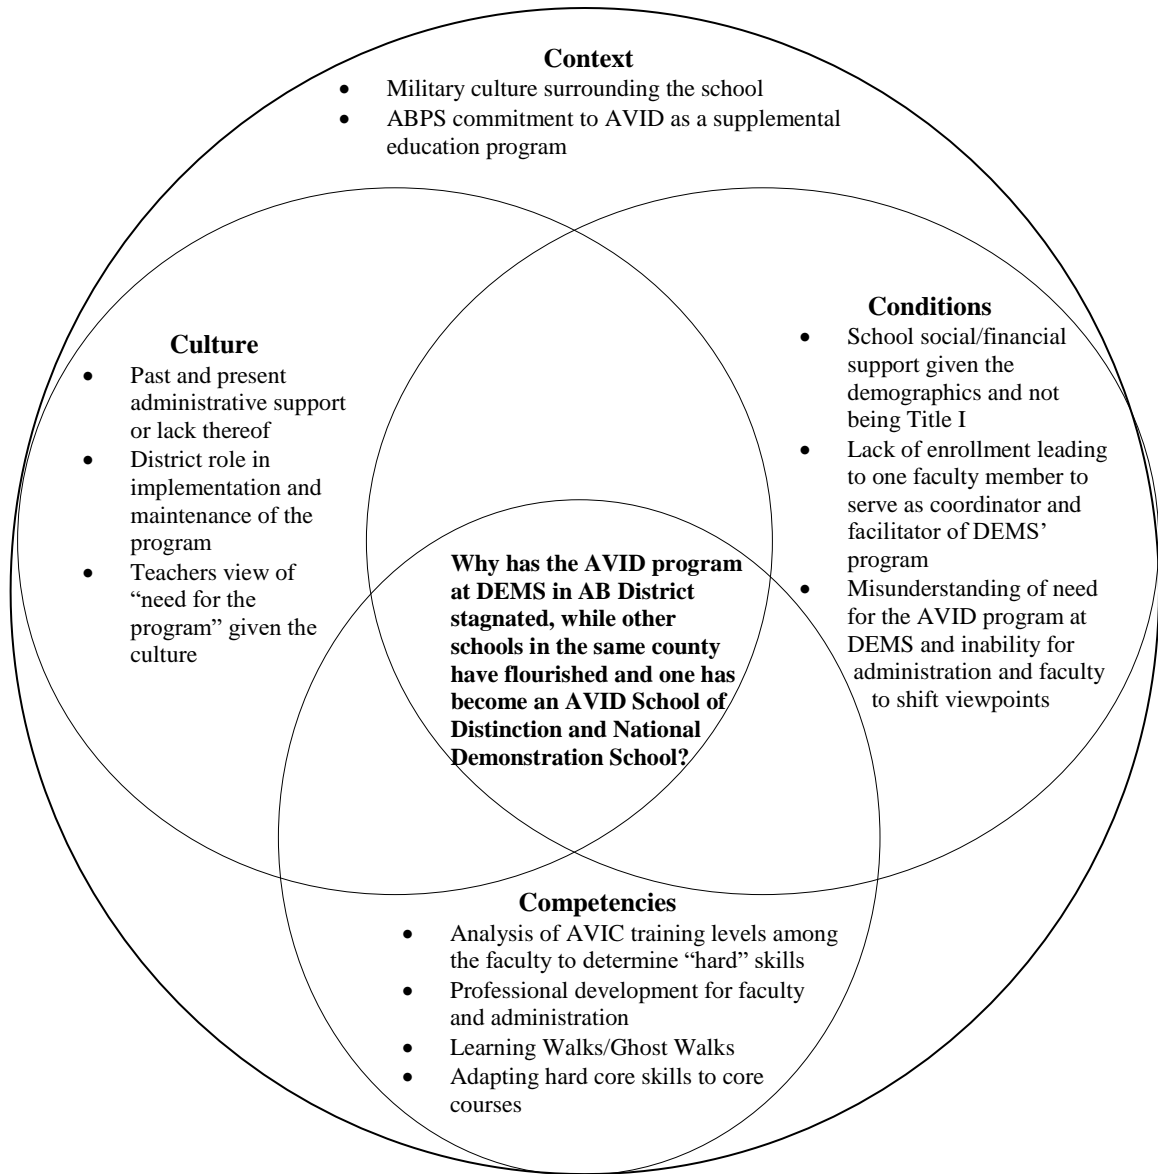 Context
• Military culture surrounding the school
• ABPS commitment to AVID as a supplemental
education program
Culture
• Past and present
administrative support
or lack thereof
• District role in
implementation and
maintenance of the
program
• Teachers view of
“need for the
program” given the
culture
Conditions
• School social/financial
support given the
demographics and not
being Title I
• Lack of enrollment leading
to one faculty member to
serve as coordinator and
facilitator of DEMS’
program
• Misunderstanding of need
for the AVID program at
DEMS and inability for
administration and faculty
to shift viewpoints
Why has the AVID program
at DEMS in AB District
stagnated, while other
schools in the same county
have flourished and one has
become an AVID School of
Distinction and National
Demonstration School?
Competencies
• Analysis of AVIC training levels among
the faculty to determine “hard” skills
• Professional development for faculty
and administration
• Learning Walks/Ghost Walks
• Adapting hard core skills to core
courses